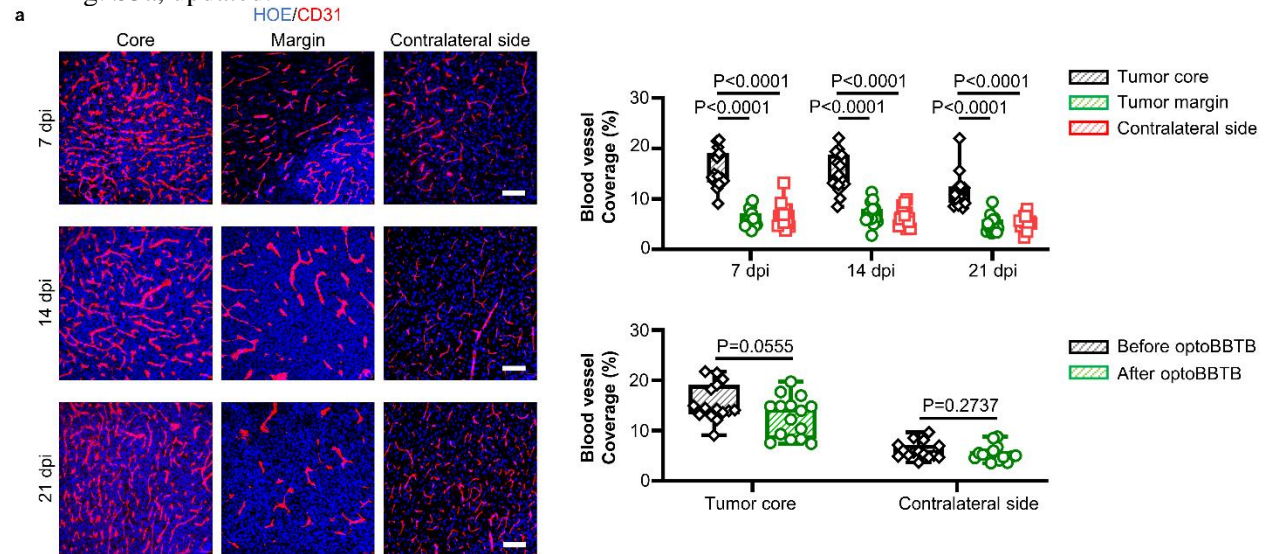 a
HOE/CD31
Core
Margin
Contralateral side
7 dpi
14 dpi
21 dpi
P<0.0001
P<0.0001
P<0.0001
P<0.0001
P<0.0001
P<0.0001
Tumor core
Tumor margin
Contralateral side
Blood vessel
Coverage (%)
30
20
10
0
7 dpi
14 dpi
21 dpi
P=0.0555
P=0.2737
Before optoBBTB
After optoBBTB
Blood vessel
Coverage (%)
30
20
10
0
Tumor core
Contralateral side